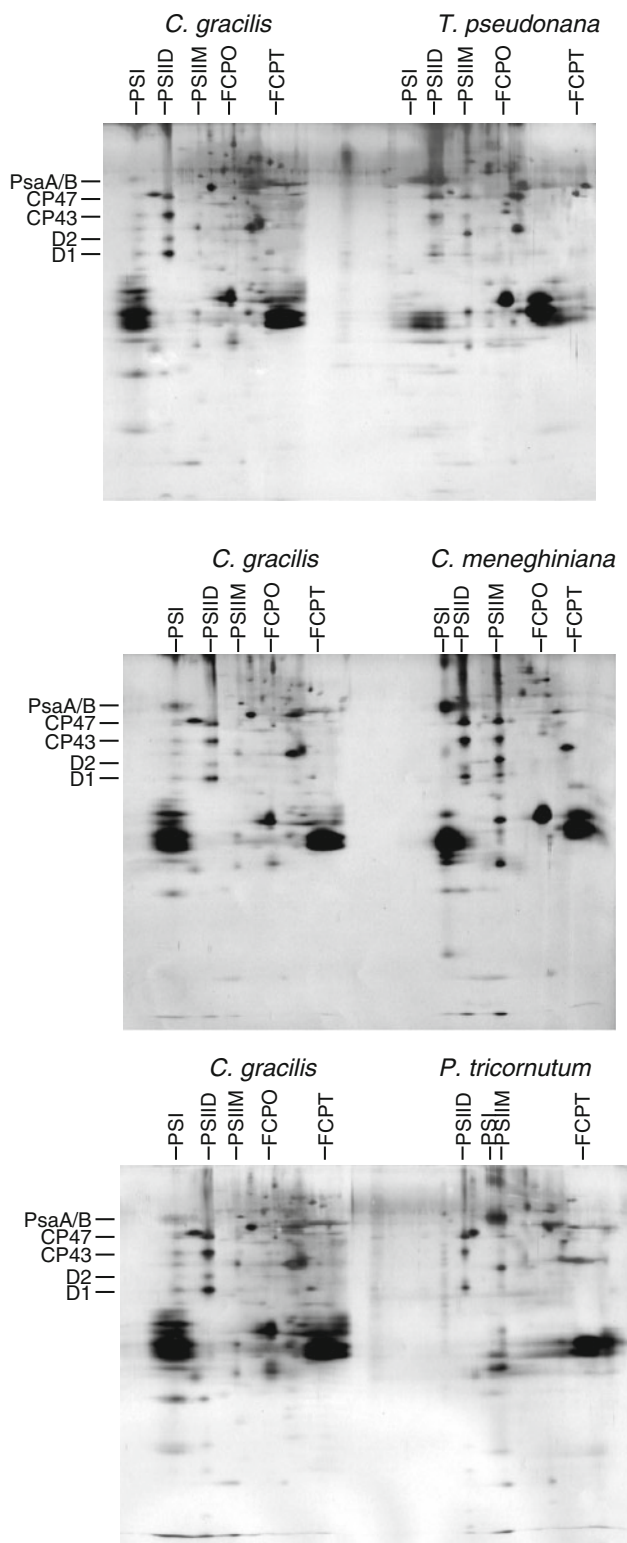 C. gracilis T. pseudonana
–PSI –PSIID –PSIIM –FCPO –FCPT –PSI –PSIID –PSIIM –FCPO –FCPT
PsaA/B
CP47
CP43
D2
D1
C. gracilis C. meneghiniana
–PSI –PSIID –PSIIM –FCPO –FCPT –PSI –PSIID –PSIIM –FCPO –FCPT
PsaA/B
CP47
CP43
D2
D1
C. gracilis P. tricornutum
–PSI –PSIID –PSIIM –FCPO –FCPT –PSIID –PSI –PSIIM –FCPT
PsaA/B
CP47
CP43
D2
D1